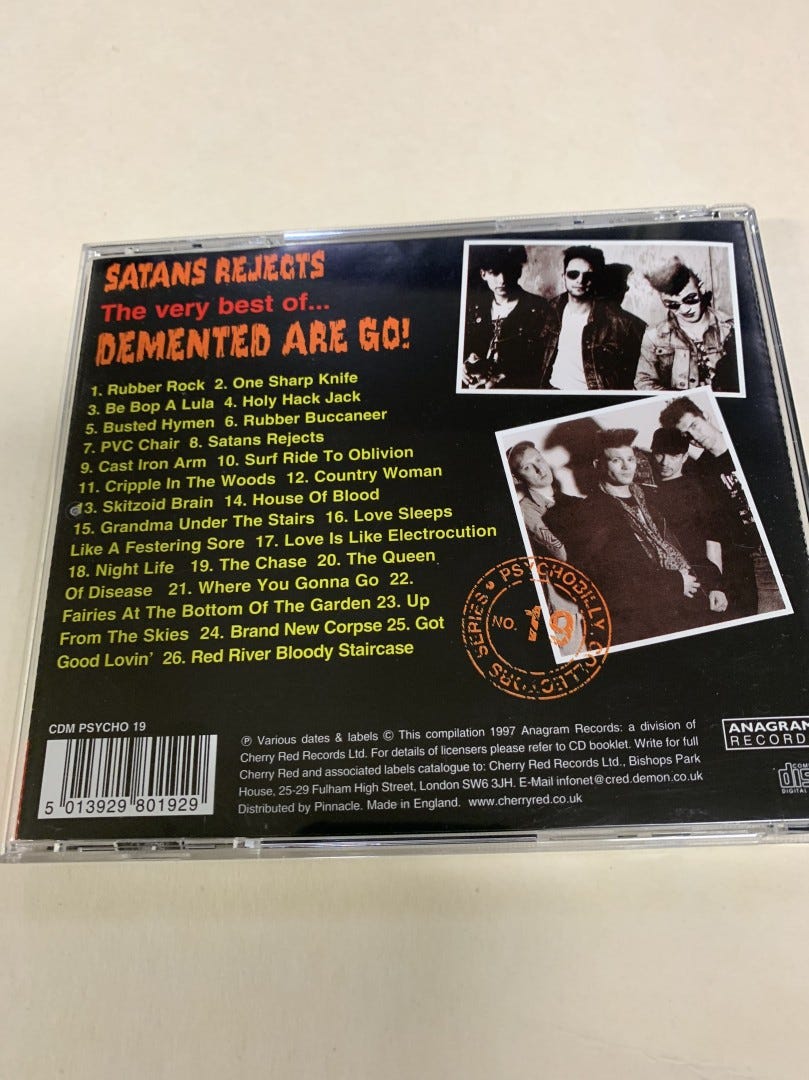 SATANS REJECTS
The very best of...
DEMENTED ARE GO!
1. Rubber Rock 2. One Sharp Knife
3. Be Bop A Lula 4. Holy Hack Jack
5. Busted Hymen 6. Rubber Buccaneer
7. PVC Chair 8. Satans Rejects
9. Cast Iron Arm 10. Surf Ride To Oblivion
11. Cripple In The Woods 12. Country Woman
13. Skitzoid Brain 14. House Of Blood
15. Grandma Under The Stairs 16. Love Sleeps
Like A Festering Sore 17. Love Is Like Electrocution
18. Night Life 19. The Chase 20. The Queen
Of Disease 21. Where You Gonna Go 22.
Fairies At The Bottom Of The Garden 23. Up
From The Skies 24. Brand New Corpse 25. Got
Good Lovin' 26. Red River Bloody Staircase
PSYCHOBILLY COLLECTORS SERIES
NO. 19
CDM PSYCHO 19
5 013929 801929
℗ Various dates & labels © This compilation 1997 Anagram Records: a division of
Cherry Red Records Ltd. For details of licensers please refer to CD booklet. Write for full
Cherry Red and associated labels catalogue to: Cherry Red Records Ltd., Bishops Park
House, 25-29 Fulham High Street, London SW6 3JH. E-Mail infonet@cred.demon.co.uk
Distributed by Pinnacle. Made in England. www.cherryred.co.uk
ANAGRAM
RECORD
COM
dis
DIGITAL